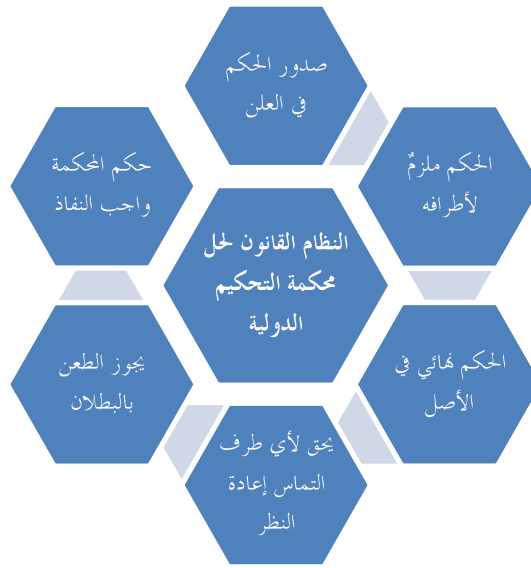 النظام القانون لحل
محكمة التحكيم
الدولية
صدور الحكم
في العلن
الحكم ملزمٌ
لأطرافه
الحكم نهائي في
الأصل
يحق لأي طرف
التماس إعادة
النظر
يجوز الطعن
بالبطلان
حكم المحكمة
واجب النفاذ